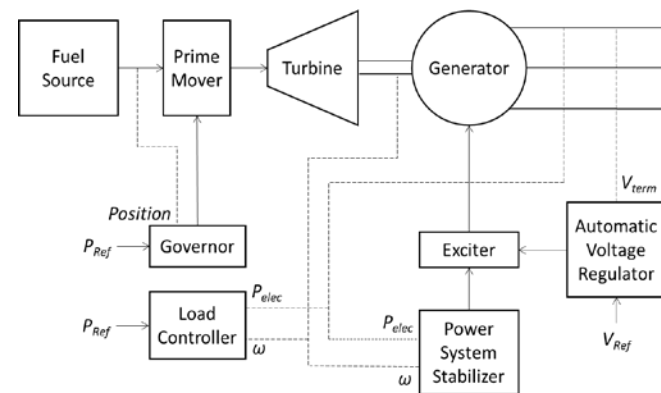 Fuel
Source
Prime
Mover
Turbine
Generator
Position
V_term
P_Ref
Governor
Exciter
Automatic
Voltage
Regulator
P_Ref
Load
Controller
P_elec
ω
P_elec
ω
Power
System
Stabilizer
V_Ref